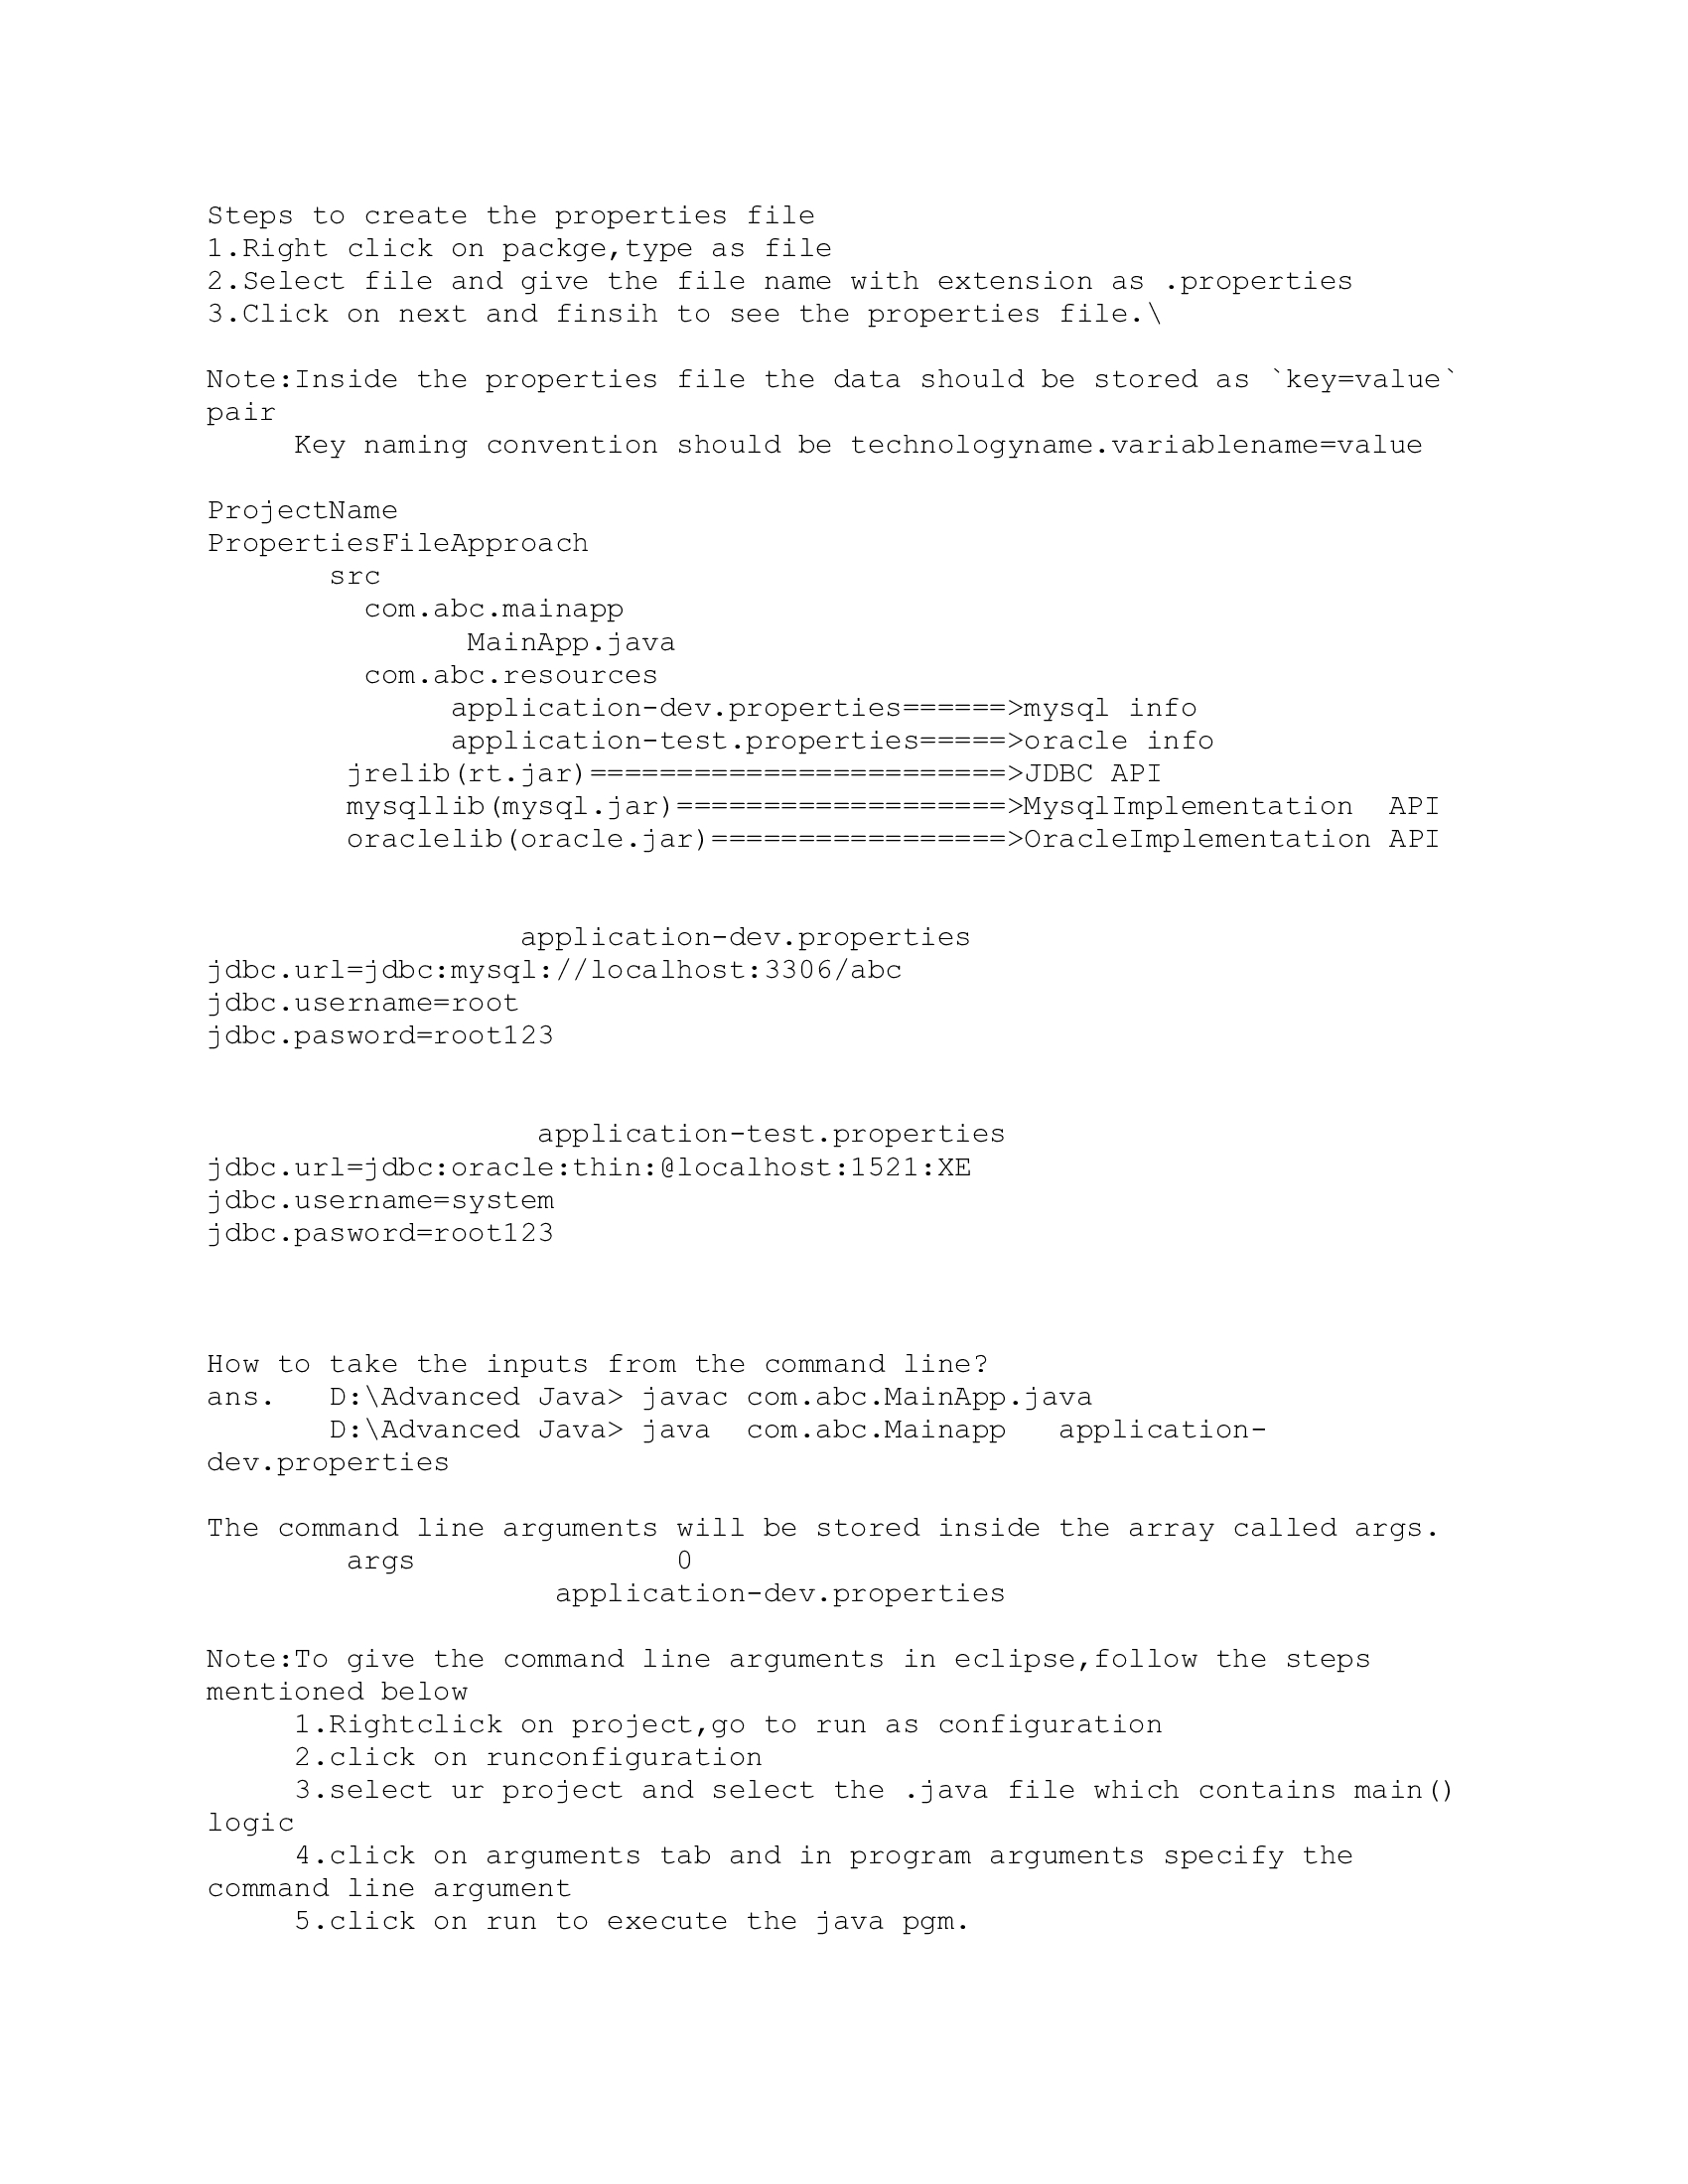 Steps to create the properties file
1.Right click on packge,type as file
2.Select file and give the file name with extension as .properties
3.Click on next and finsih to see the properties file.\
Note:Inside the properties file the data should be stored as `key=value`
pair
Key naming convention should be technologyname.variablename=value
ProjectName
PropertiesFileApproach
src
com.abc.mainapp
MainApp.java
com.abc.resources
application-dev.properties======>mysql info
application-test.properties=====>oracle info
jrelib(rt.jar)========================>JDBC API
mysqllib(mysql.jar)===================>MysqlImplementation  API
oraclelib(oracle.jar)=================>OracleImplementation API
application-dev.properties
jdbc.url=jdbc:mysql://localhost:3306/abc
jdbc.username=root
jdbc.pasword=root123
application-test.properties
jdbc.url=jdbc:oracle:thin:@localhost:1521:XE
jdbc.username=system
jdbc.pasword=root123
How to take the inputs from the command line?
ans.   D:\Advanced Java> javac com.abc.MainApp.java
D:\Advanced Java> java  com.abc.Mainapp   application-
dev.properties
The command line arguments will be stored inside the array called args.
args               0
application-dev.properties
Note:To give the command line arguments in eclipse,follow the steps
mentioned below
1.Rightclick on project,go to run as configuration
2.click on runconfiguration
3.select ur project and select the .java file which contains main()
logic
4.click on arguments tab and in program arguments specify the
command line argument
5.click on run to execute the java pgm.